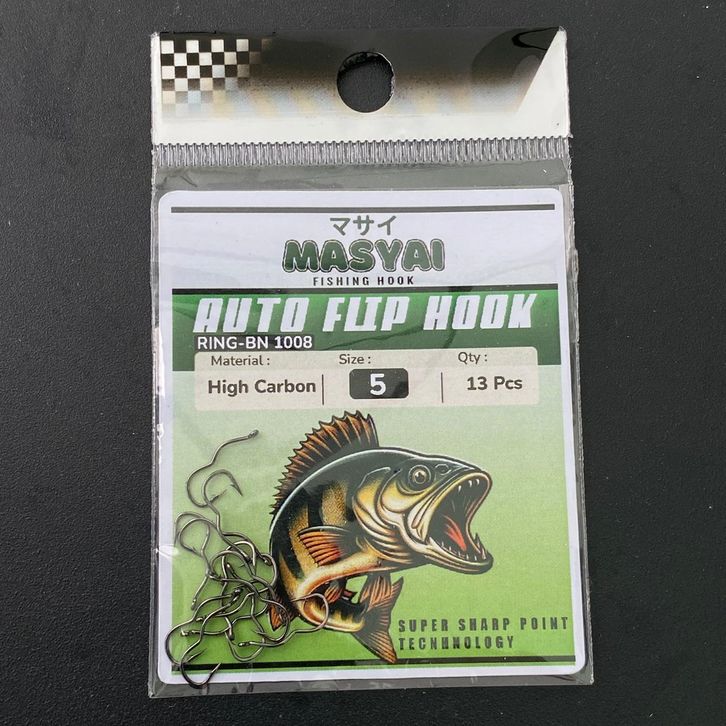 マサイ
MASYAI
FISHING HOOK
AUTO FLIP HOOK
RING-BN 1008
Material : Size : Qty :
High Carbon 5 13 Pcs
SUPER SHARP POINT
TECNHNOLOGY